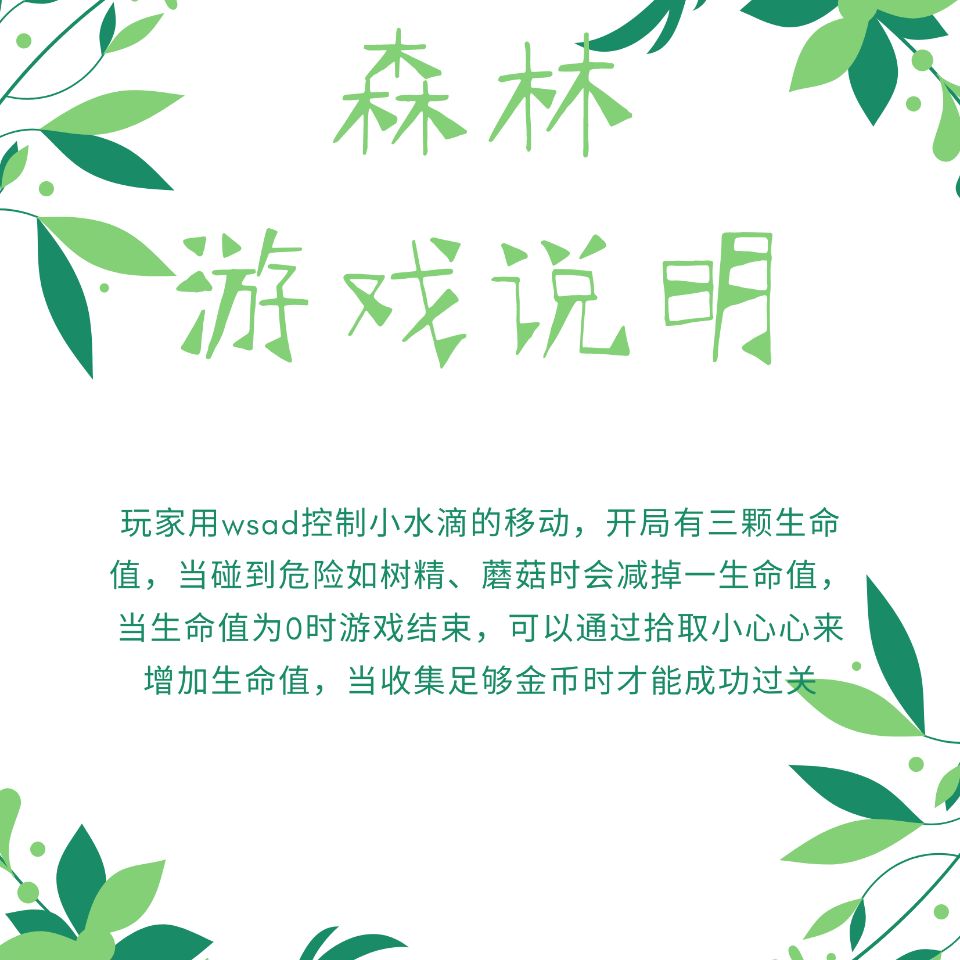 森林
游戏说明
玩家用wsad控制小水滴的移动，开局有三颗生命
值，当碰到危险如树精、蘑菇时会减掉一生命值，
当生命值为0时游戏结束，可以通过拾取小心心来
增加生命值，当收集足够金币时才能成功过关